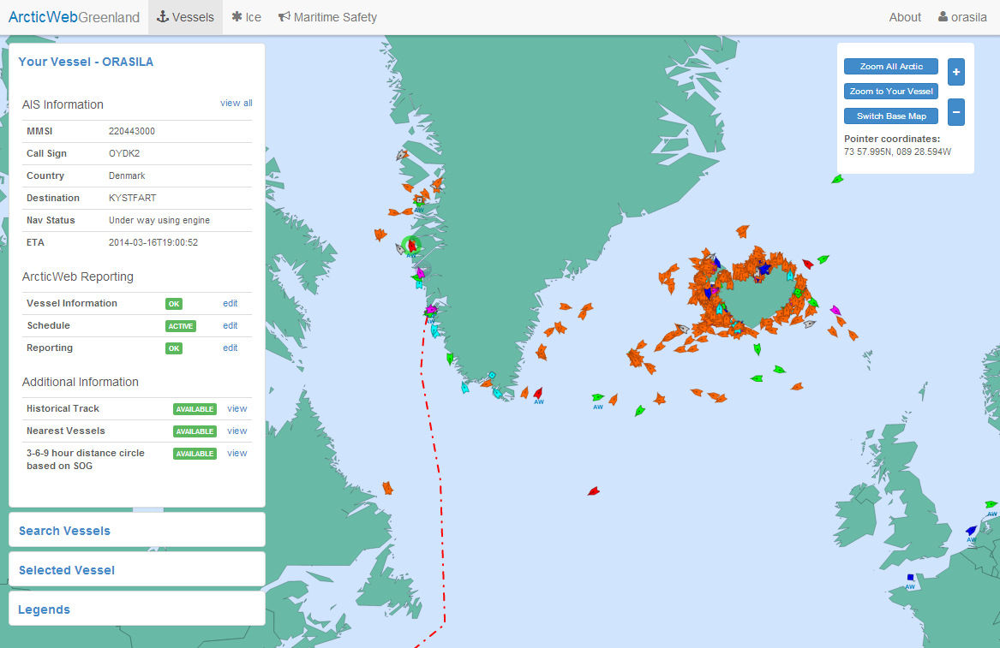 ArcticWebGreenland Vessels Ice Maritime Safety About orasila
Your Vessel - ORASILA
AIS Information view all
MMSI 220443000
Call Sign OYDK2
Country Denmark
Destination KYSTFART
Nav Status Under way using engine
ETA 2014-03-16T19:00:52
ArcticWeb Reporting
Vessel Information OK edit
Schedule ACTIVE edit
Reporting OK edit
Additional Information
Historical Track AVAILABLE view
Nearest Vessels AVAILABLE view
3-6-9 hour distance circle AVAILABLE view
based on SOG
Search Vessels
Selected Vessel
Legends
Zoom All Arctic +
Zoom to Your Vessel
Switch Base Map −
Pointer coordinates:
73 57.995N, 089 28.594W
AW
AW
AW
AW
AW
AW
AW